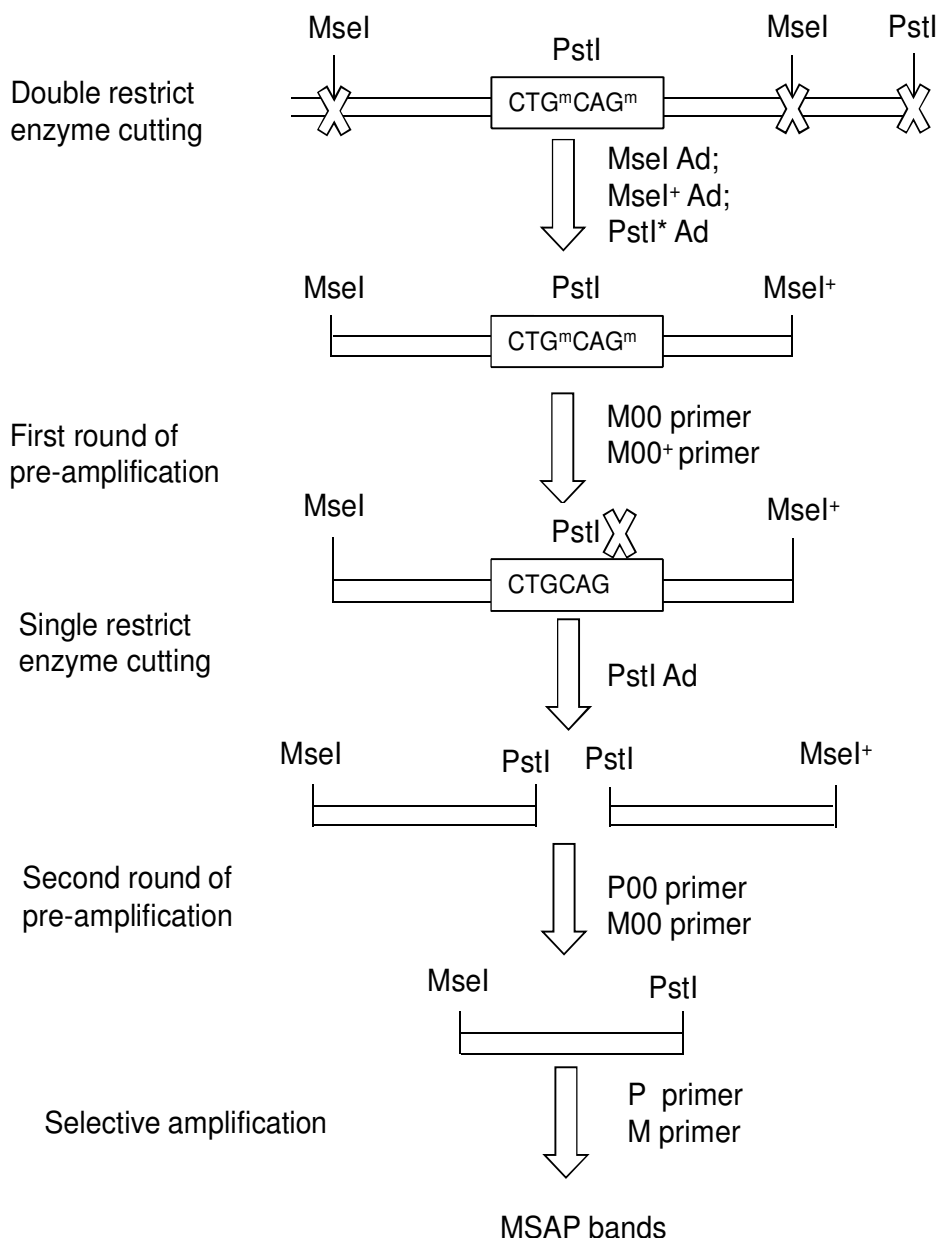 MseI
MseI
PstI
PstI
Double restrict
enzyme cutting
CTGᵐCAGᵐ
MseI Ad;
MseI⁺ Ad;
PstI* Ad
MseI
PstI
MseI⁺
CTGᵐCAGᵐ
First round of
pre-amplification
M00 primer
M00⁺ primer
MseI
PstI
MseI⁺
CTGCAG
Single restrict
enzyme cutting
PstI Ad
MseI
PstI
PstI
MseI⁺
Second round of
pre-amplification
P00 primer
M00 primer
MseI
PstI
Selective amplification
P primer
M primer
MSAP bands